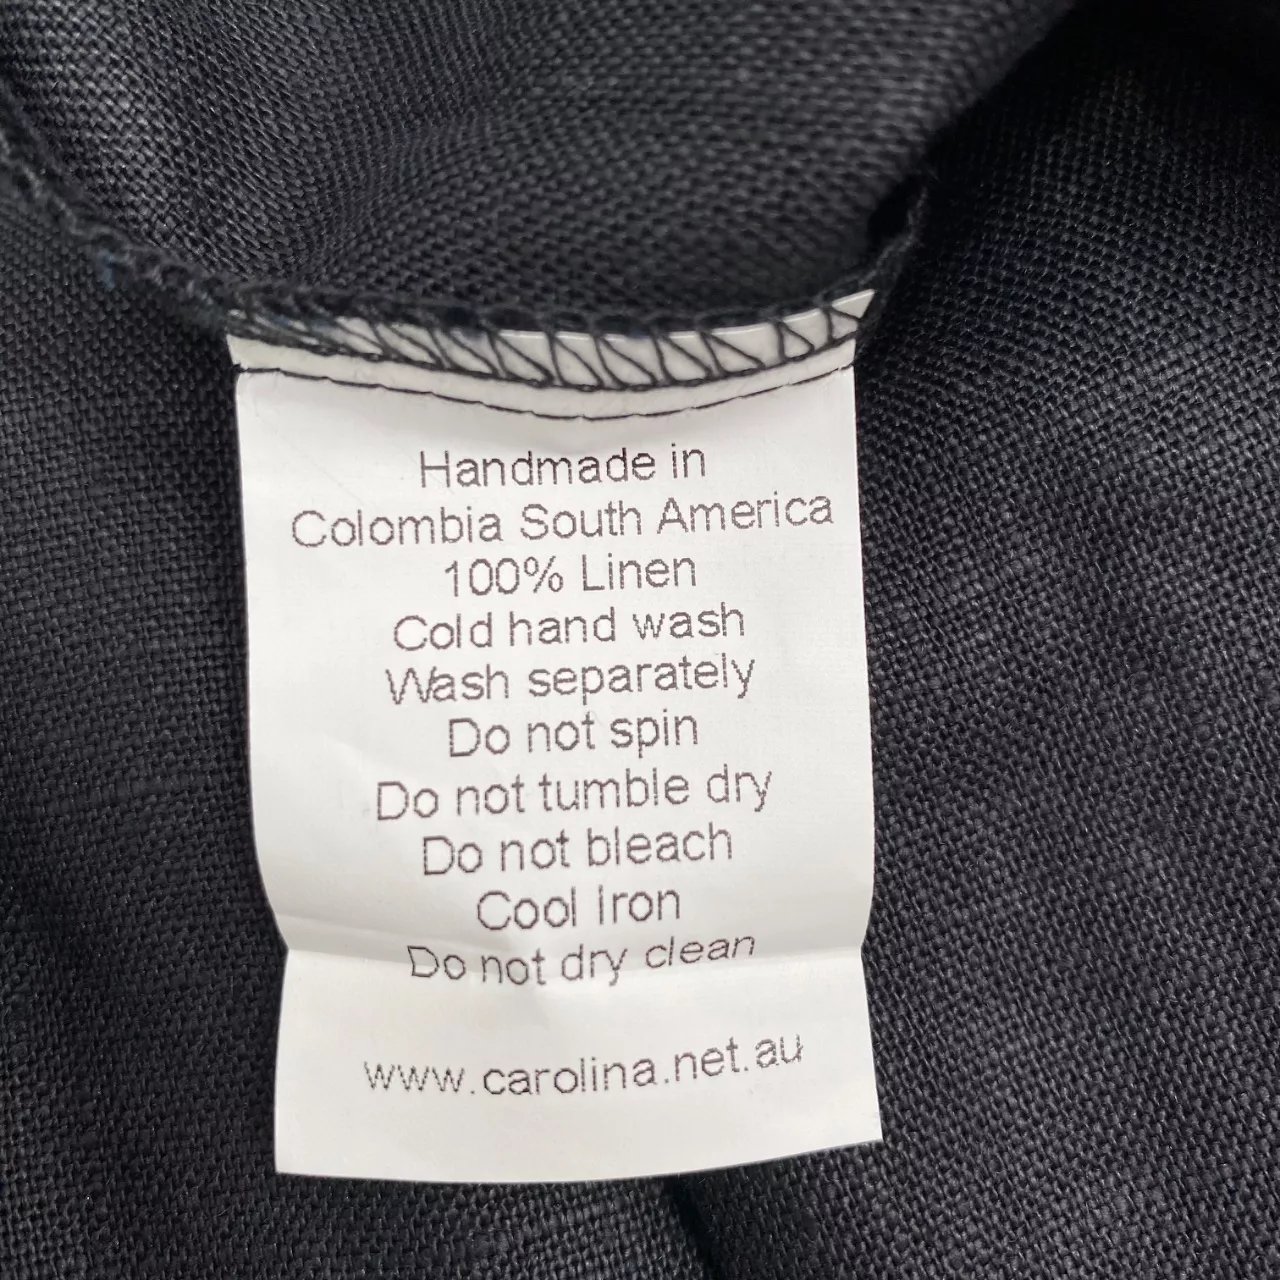 Handmade in
Colombia South America
100% Linen
Cold hand wash
Wash separately
Do not spin
Do not tumble dry
Do not bleach
Cool Iron
Do not dry clean
www.carolina.net.au